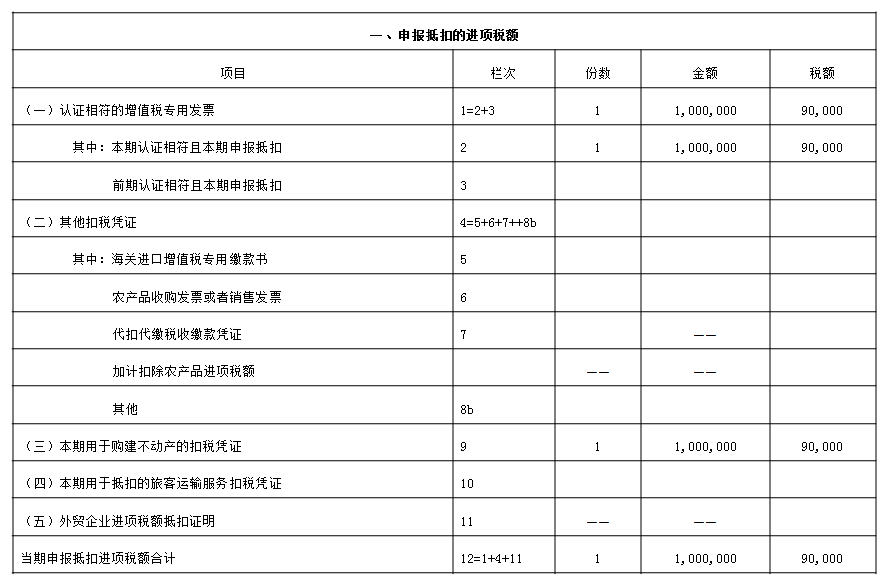 一、申报抵扣的进项税额
项目 栏次 份数 金额 税额
（一）认证相符的增值税专用发票 1=2+3 1 1,000,000 90,000
其中：本期认证相符且本期申报抵扣 2 1 1,000,000 90,000
前期认证相符且本期申报抵扣 3
（二）其他扣税凭证 4=5+6+7++8b
其中：海关进口增值税专用缴款书 5
农产品收购发票或者销售发票 6
代扣代缴税收缴款凭证 7 ——
加计扣除农产品进项税额 —— ——
其他 8b
（三）本期用于购建不动产的扣税凭证 9 1 1,000,000 90,000
（四）本期用于抵扣的旅客运输服务扣税凭证 10
（五）外贸企业进项税额抵扣证明 11 —— ——
当期申报抵扣进项税额合计 12=1+4+11 1 1,000,000 90,000